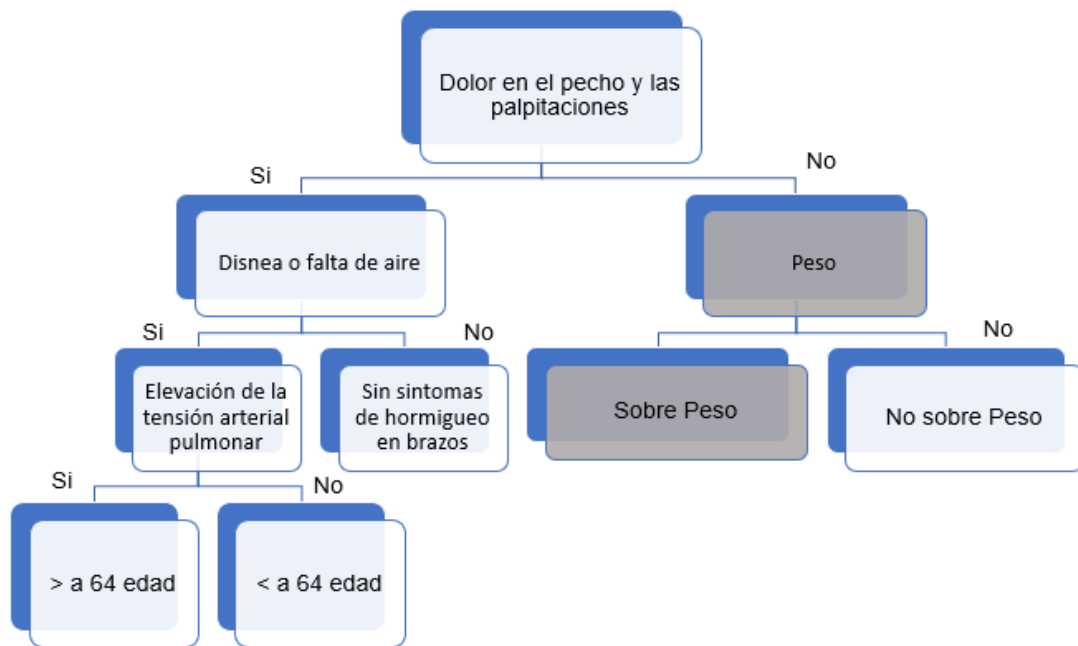 Dolor en el pecho y las
palpitaciones
Si
No
Disnea o falta de aire
Peso
Si
No
No
Elevación de la
tensión arterial
pulmonar
Sin sintomas
de hormigueo
en brazos
Sobre Peso
No sobre Peso
Si
No
> a 64 edad
< a 64 edad